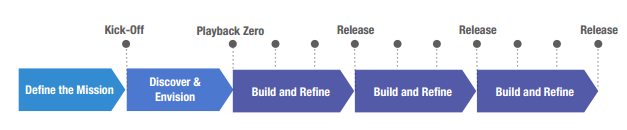 Kick-Off
Playback Zero
Release
Release
Release
Define the Mission
Discover &
Envision
Build and Refine
Build and Refine
Build and Refine